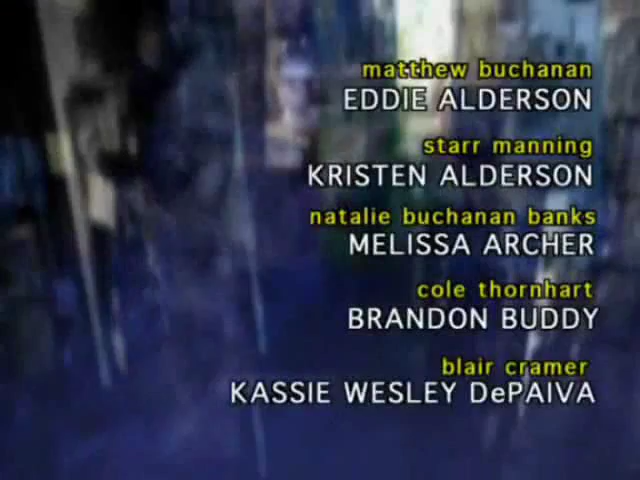 matthew buchanan
EDDIE ALDERSON
starr manning
KRISTEN ALDERSON
natalie buchanan banks
MELISSA ARCHER
cole thornhart
BRANDON BUDDY
blair cramer
KASSIE WESLEY DePAIVA